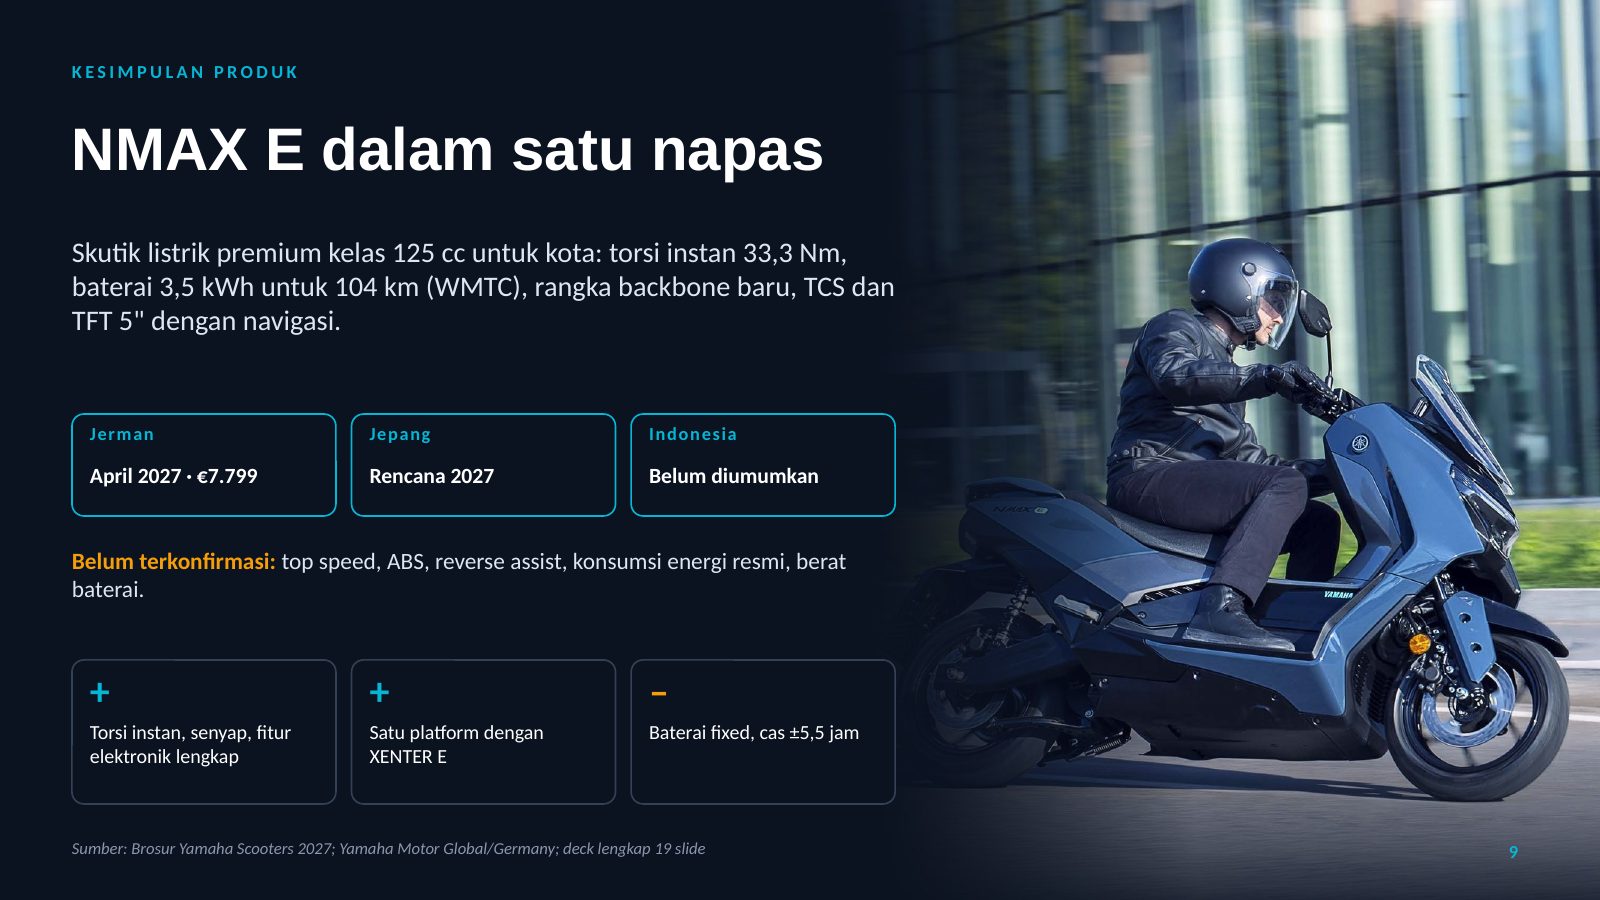 KESIMPULAN PRODUK
NMAX E dalam satu napas
Skutik listrik premium kelas 125 cc untuk kota: torsi instan 33,3 Nm,
baterai 3,5 kWh untuk 104 km (WMTC), rangka backbone baru, TCS dan
TFT 5" dengan navigasi.
Jerman
April 2027 · €7.799
Jepang
Rencana 2027
Indonesia
Belum diumumkan
Belum terkonfirmasi: top speed, ABS, reverse assist, konsumsi energi resmi, berat
baterai.
+
Torsi instan, senyap, fitur
elektronik lengkap
+
Satu platform dengan
XENTER E
–
Baterai fixed, cas ±5,5 jam
NMAX E
YAMAHA
Sumber: Brosur Yamaha Scooters 2027; Yamaha Motor Global/Germany; deck lengkap 19 slide
9